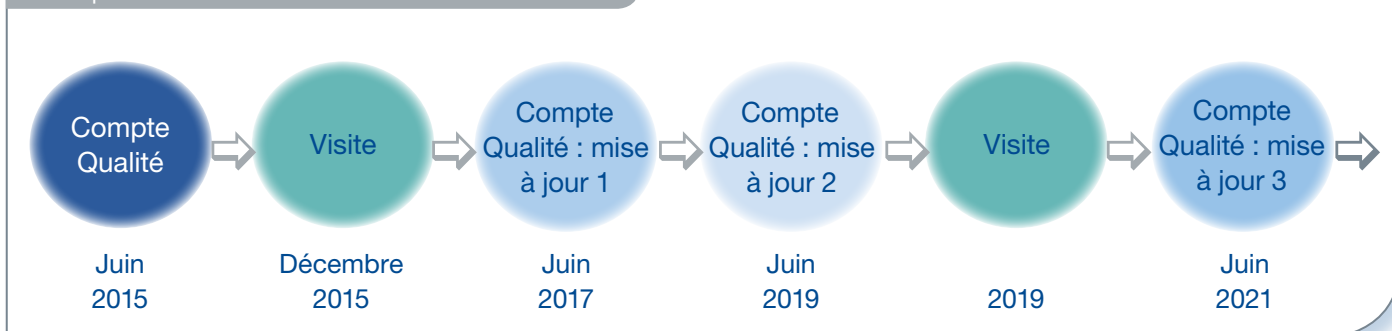 Compte
Qualité
Visite
Compte
Qualité : mise
à jour 1
Compte
Qualité : mise
à jour 2
Visite
Compte
Qualité : mise
à jour 3
Juin
2015
Décembre
2015
Juin
2017
Juin
2019
2019
Juin
2021